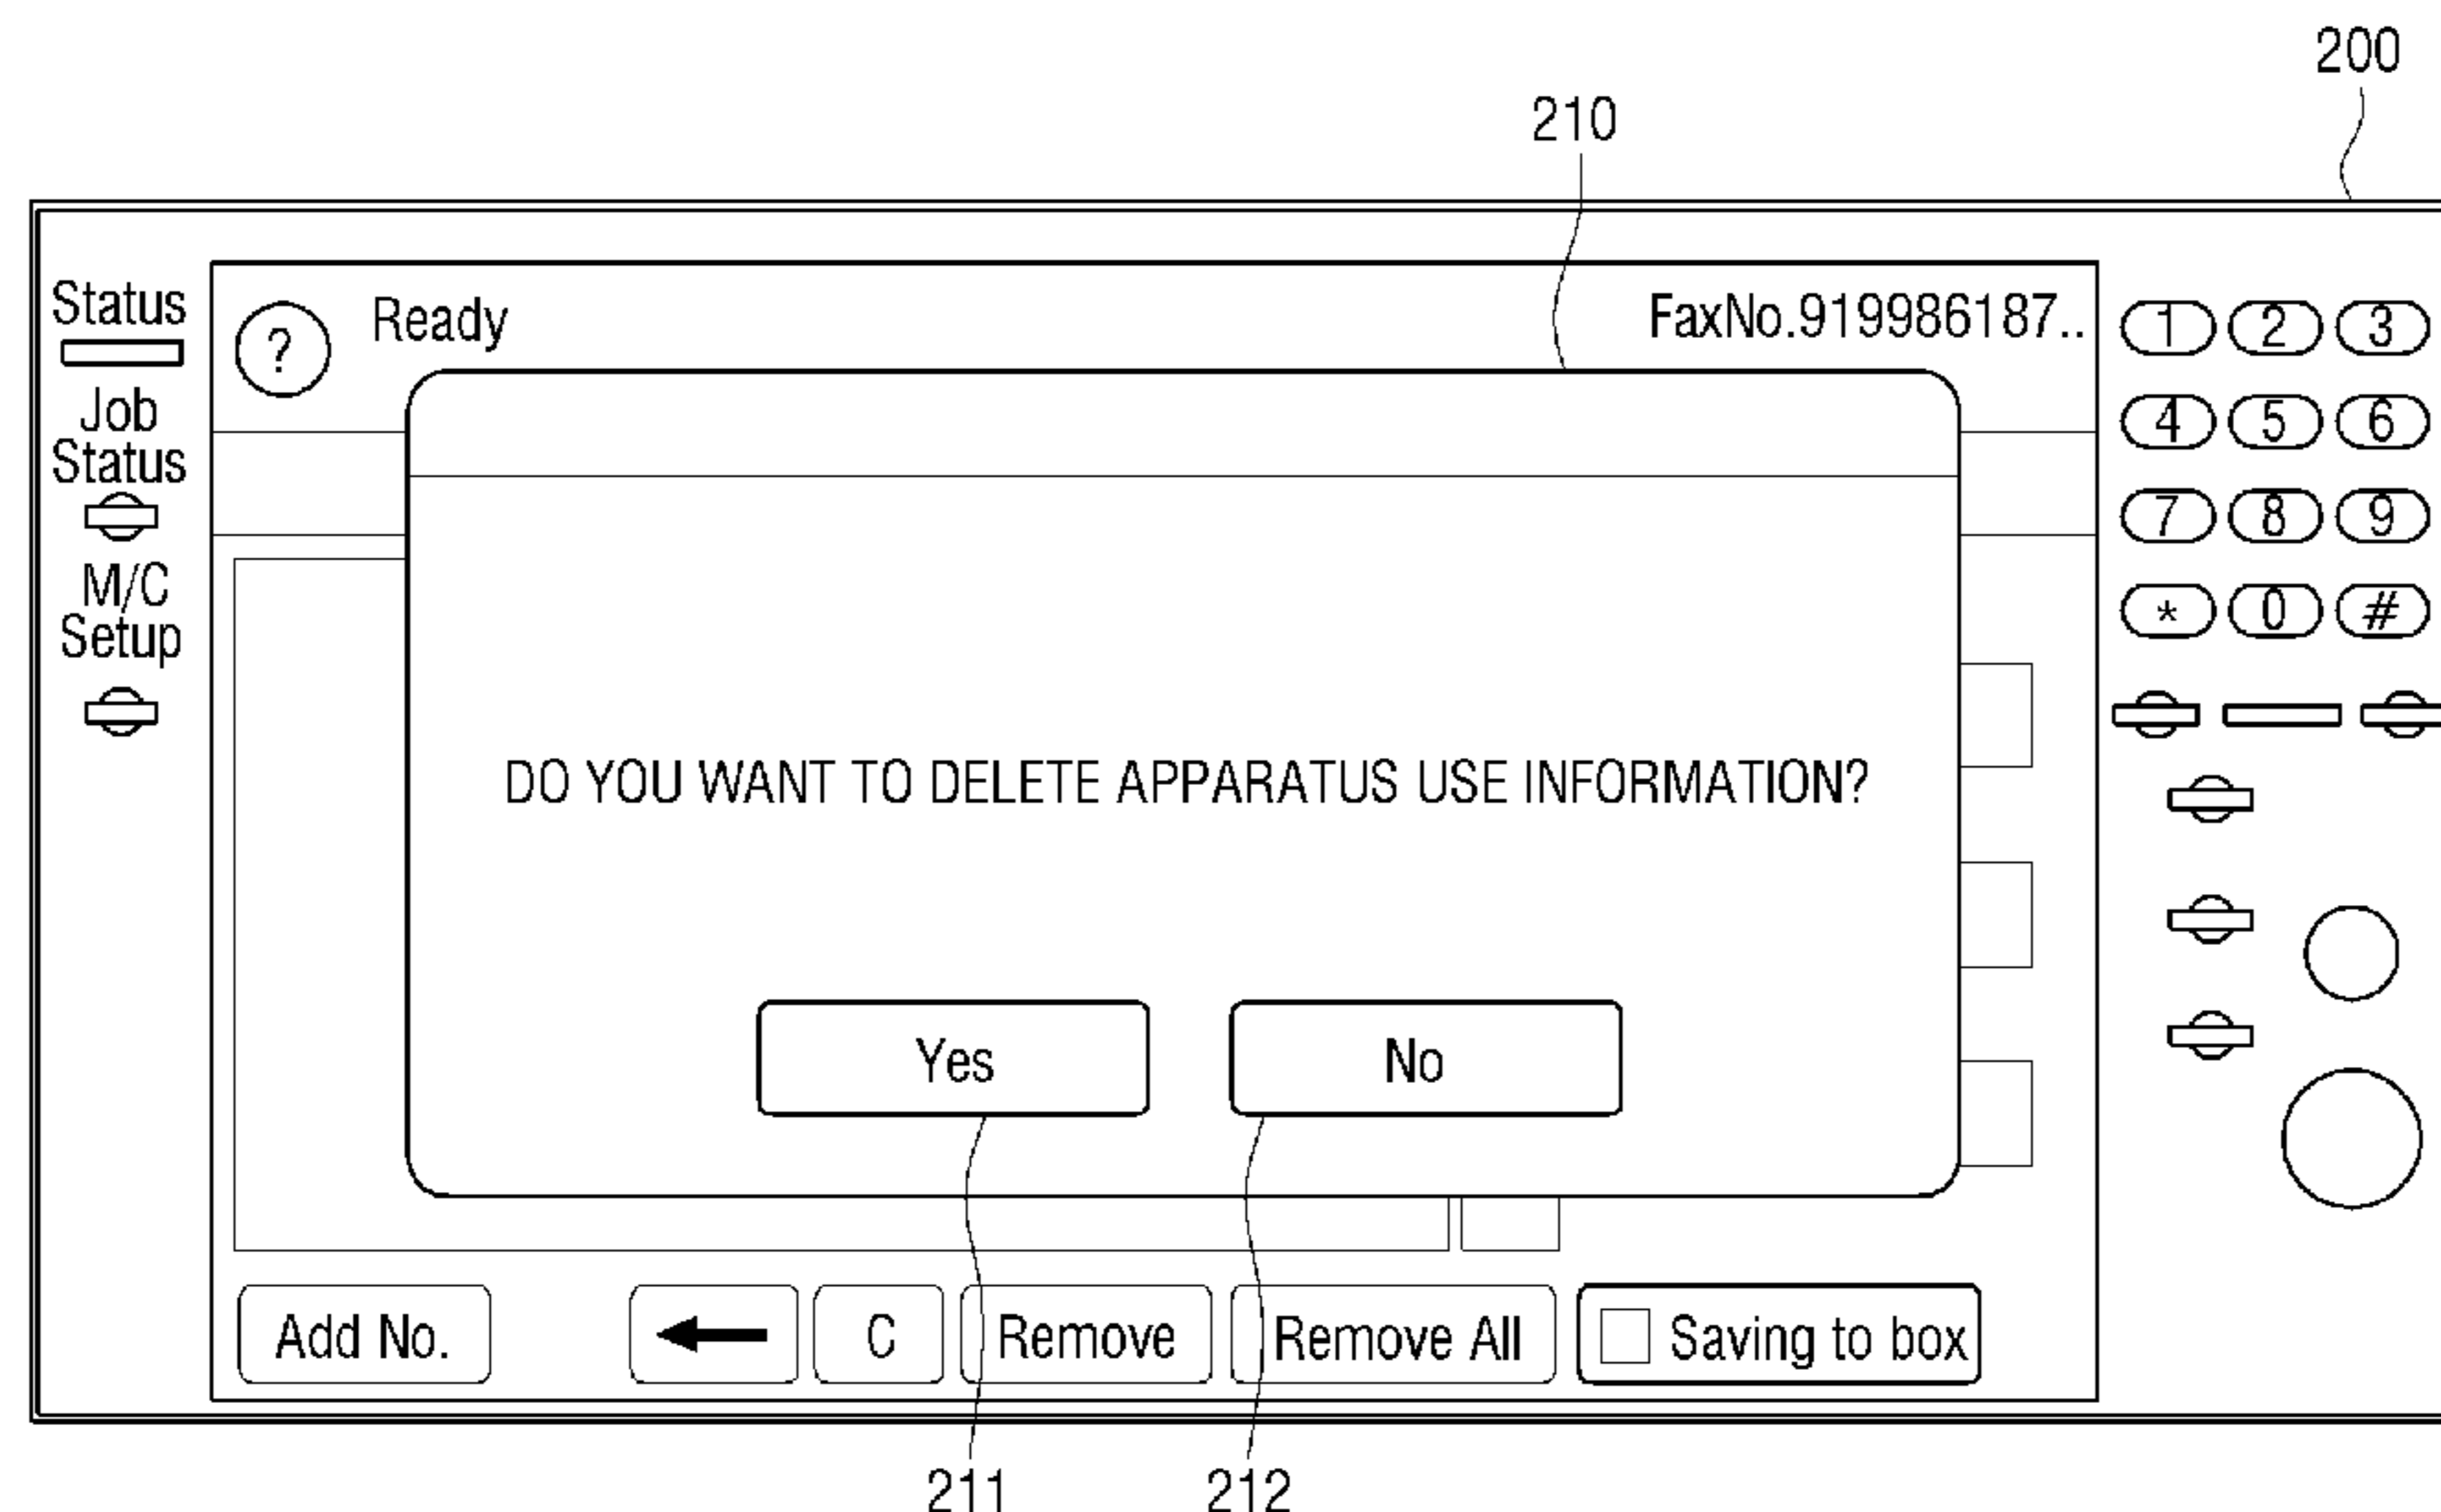 200
210
Status
Job
Status
M/C
Setup
?
Ready
FaxNo.919986187..
1 2 3
4 5 6
7 8 9
* 0 #
DO YOU WANT TO DELETE APPARATUS USE INFORMATION?
Yes
No
Add No.
C
Remove
Remove All
Saving to box
211
212